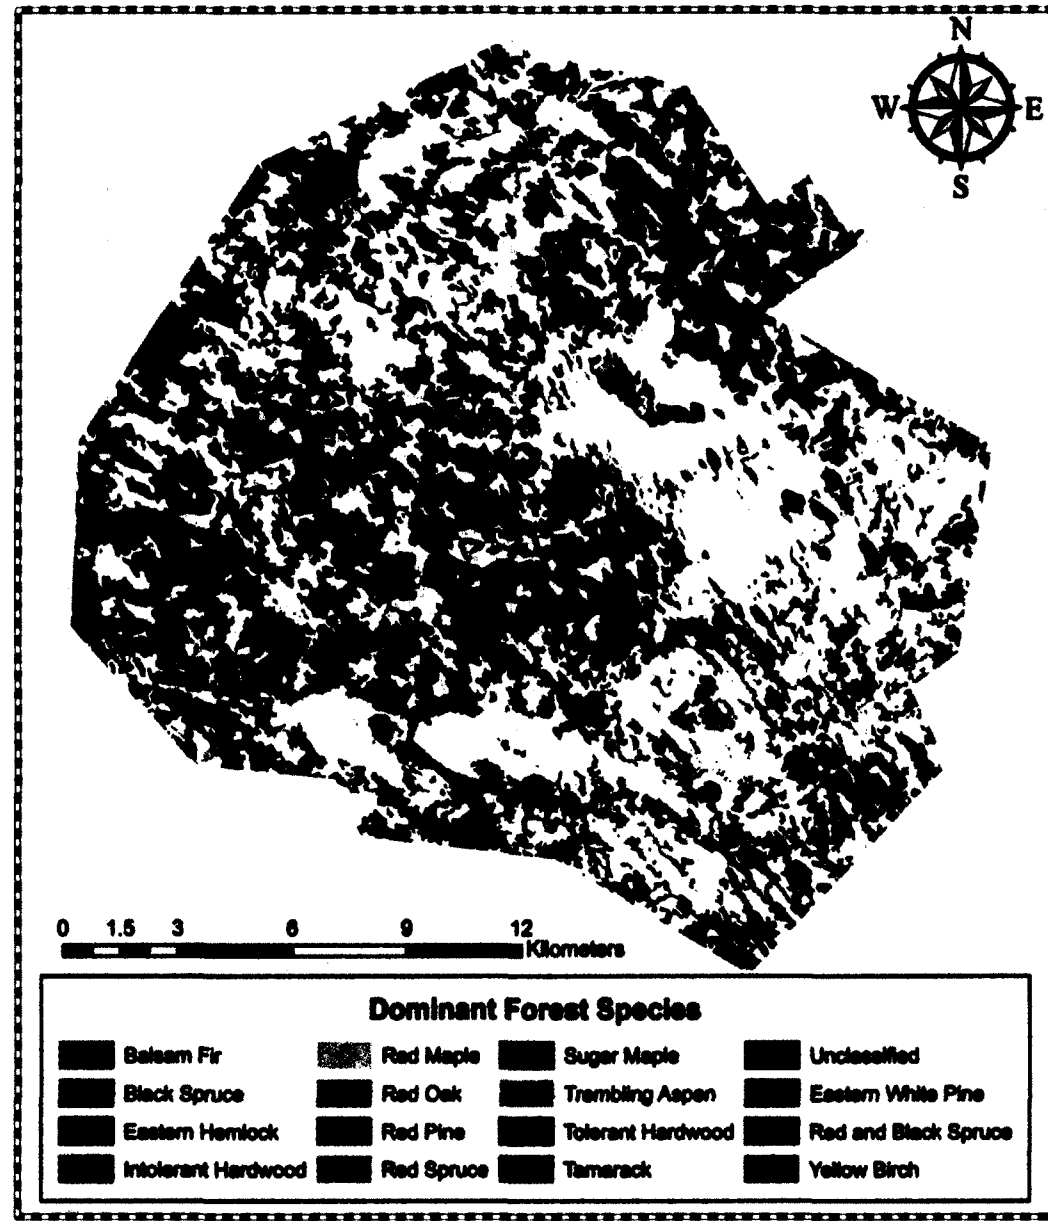 N
W E
S
0 1.5 3 6 9 12
Kilometers
Dominant Forest Species
Balsam Fir Red Maple Sugar Maple Unclassified
Black Spruce Red Oak Trembling Aspen Eastern White Pine
Eastern Hemlock Red Pine Tolerant Hardwood Red and Black Spruce
Intolerant Hardwood Red Spruce Tamarack Yellow Birch